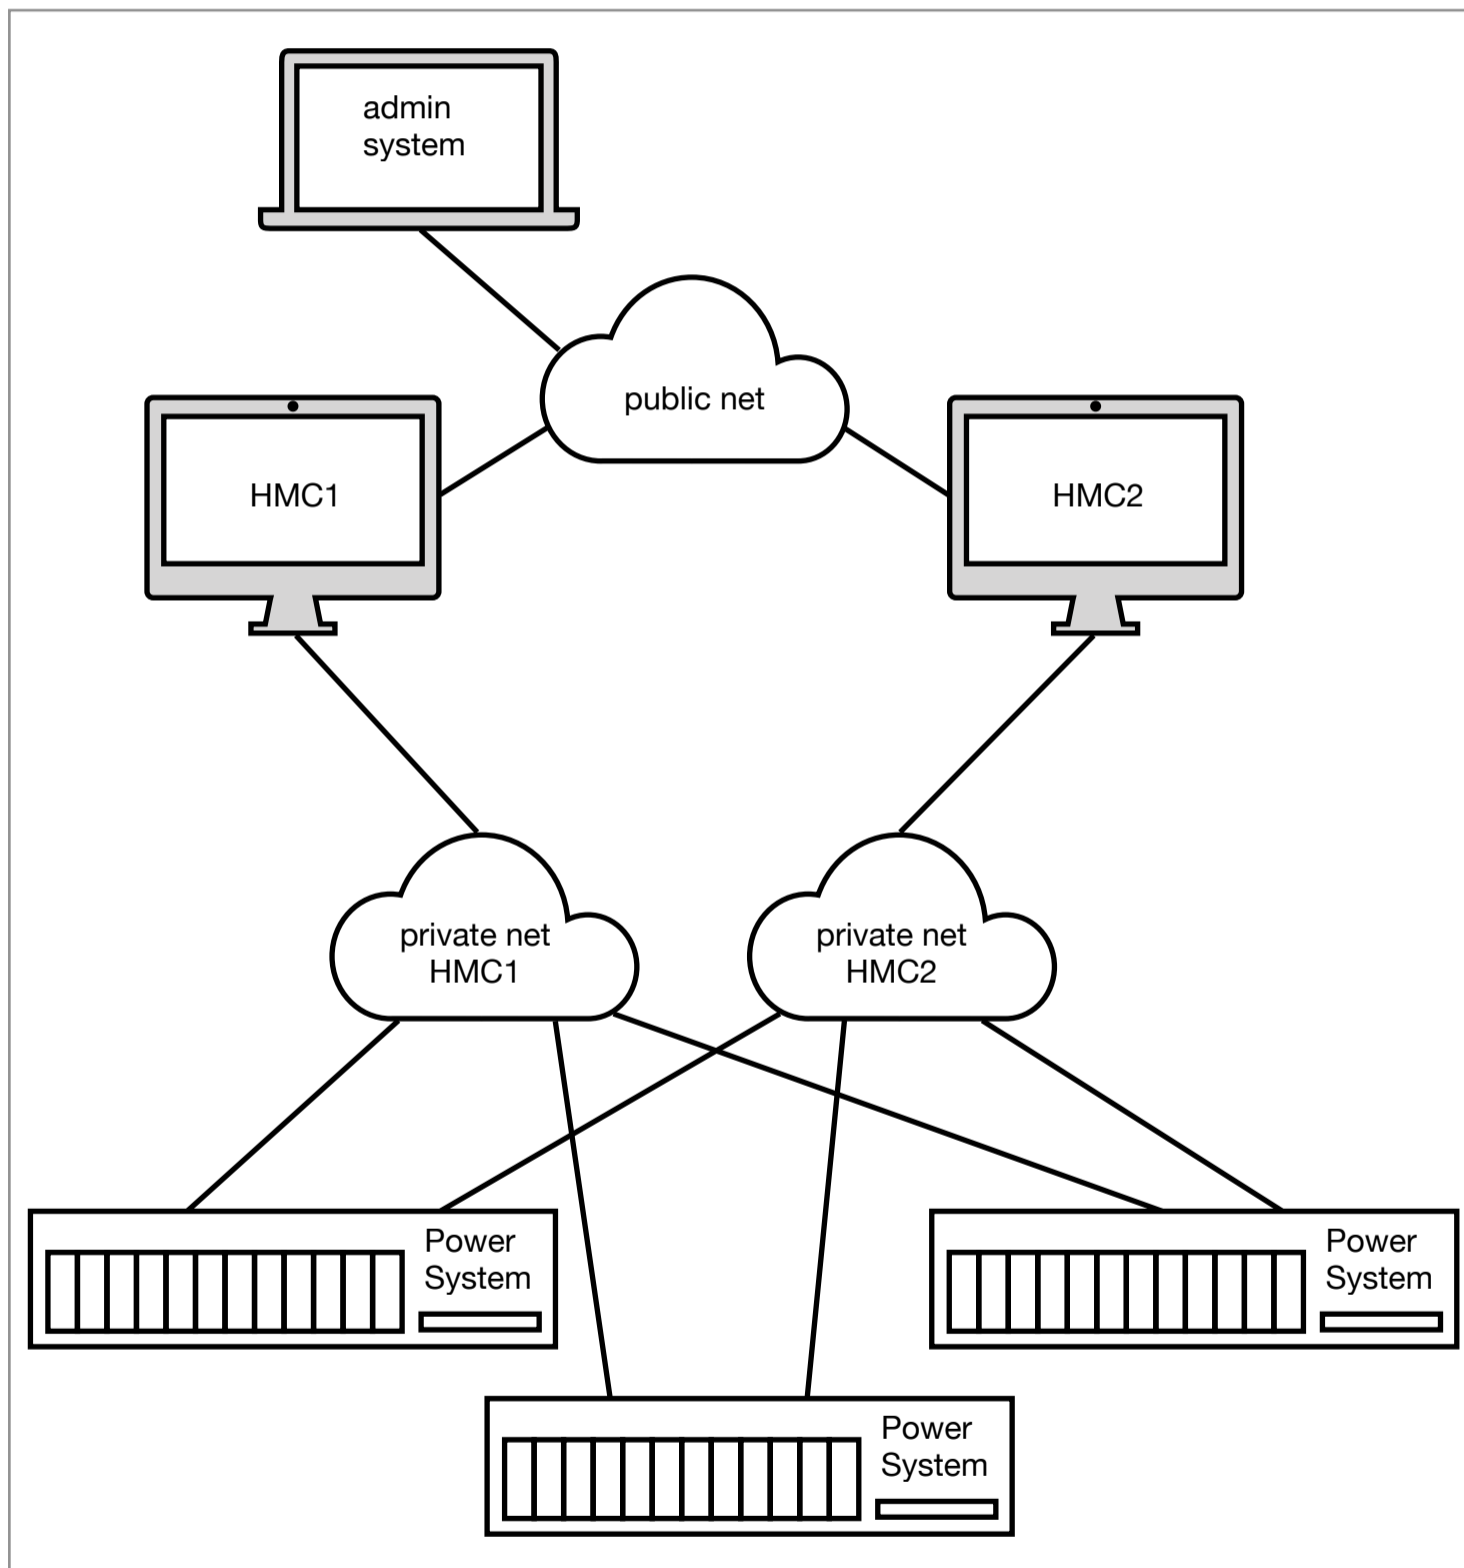 admin
system
public net
HMC1
HMC2
private net
HMC1
private net
HMC2
Power
System
Power
System
Power
System